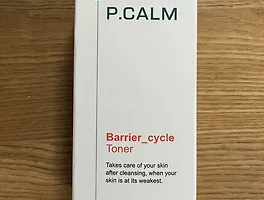 P.CALM
Barrier_cycle
Toner
Takes care of your skin
after cleansing, when your
skin is at its weakest.